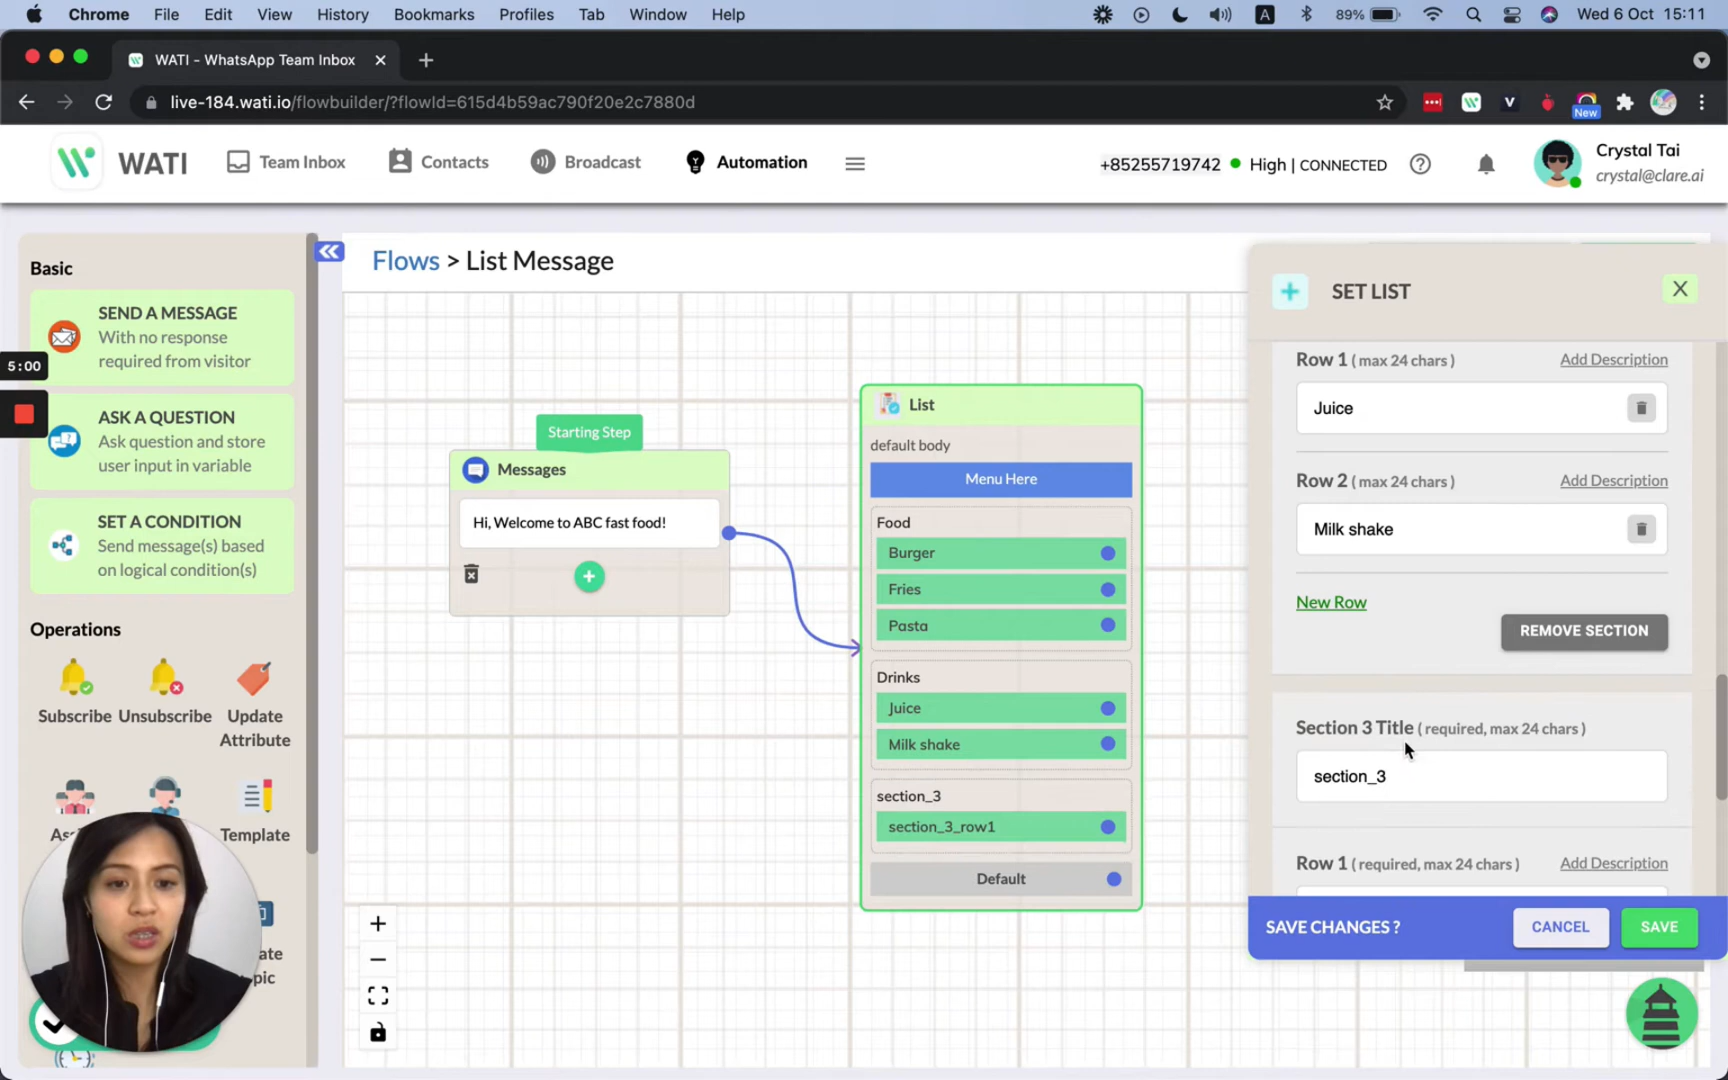 Chrome File Edit View History Bookmarks Profiles Tab Window Help A 89% Wed 6 Oct 15:11
WATI - WhatsApp Team Inbox
live-184.wati.io/flowbuilder/?flowId=615d4b59ac790f20e2c7880d
New
WATI Team Inbox Contacts Broadcast Automation +85255719742 High | CONNECTED
Crystal Tai
crystal@clare.ai
Basic
SEND A MESSAGE
With no response
required from visitor
5:00
ASK A QUESTION
Ask question and store
user input in variable
SET A CONDITION
Send message(s) based
on logical condition(s)
Operations
Subscribe Unsubscribe Update
Attribute
Template
Flows > List Message
Starting Step
Messages
Hi, Welcome to ABC fast food!
List
default body
Menu Here
Food
Burger
Fries
Pasta
Drinks
Juice
Milk shake
section_3
section_3_row1
Default
SET LIST
X
Row 1 ( max 24 chars ) Add Description
Juice
Row 2 ( max 24 chars ) Add Description
Milk shake
New Row
REMOVE SECTION
Section 3 Title ( required, max 24 chars )
section_3
Row 1 ( required, max 24 chars ) Add Description
SAVE CHANGES ? CANCEL SAVE